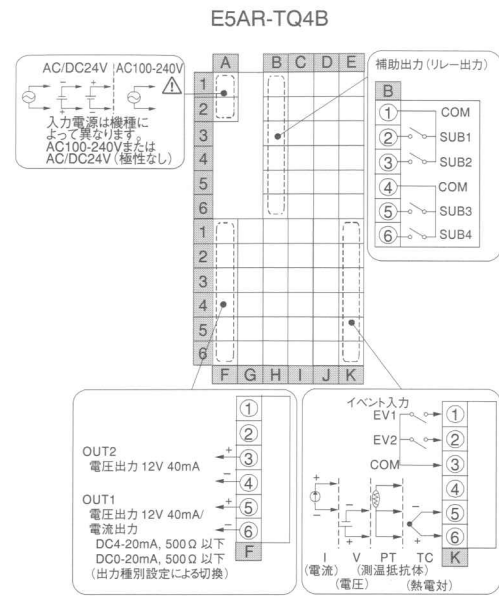 E5AR-TQ4B
AC/DC24V AC100-240V
入力電源は機種に
よって異なります。
AC100-240Vまたは
AC/DC24V(極性なし)
A B C D E
1
2
3
4
5
6
1
2
3
4
5
6
F G H I J K
補助出力(リレー出力)
B
① COM
② SUB1
③ SUB2
④ COM
⑤ SUB3
⑥ SUB4
①
②
OUT2 + ③
電圧出力 12V 40mA
− ④
OUT1 + ⑤
電圧出力 12V 40mA/
電流出力 − ⑥
DC4-20mA, 500Ω 以下
DC0-20mA, 500Ω 以下
(出力種別設定による切換)
F
イベント入力
EV1 ①
EV2 ②
COM ③
④
⑤
⑥
I V PT TC K
(電流) (測温抵抗体)
(電圧) (熱電対)